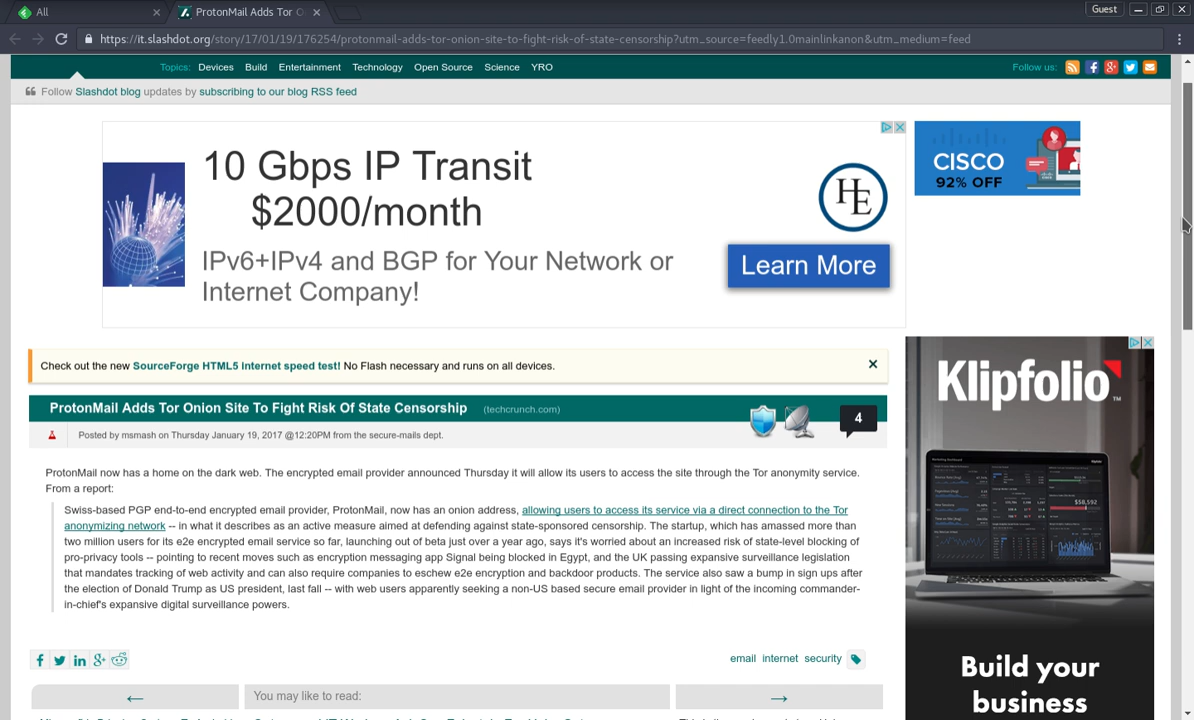 All
ProtonMail Adds Tor O
Guest
https://it.slashdot.org/story/17/01/19/176254/protonmail-adds-tor-onion-site-to-fight-risk-of-state-censorship?utm_source=feedly1.0mainlinkanon&utm_medium=feed
Topics: Devices Build Entertainment Technology Open Source Science YRO
Follow us:
Follow Slashdot blog updates by subscribing to our blog RSS feed
10 Gbps IP Transit
$2000/month
IPv6+IPv4 and BGP for Your Network or
Internet Company!
HE
Learn More
CISCO
92% OFF
Check out the new SourceForge HTML5 internet speed test! No Flash necessary and runs on all devices.
ProtonMail Adds Tor Onion Site To Fight Risk Of State Censorship (techcrunch.com)
4
Posted by msmash on Thursday January 19, 2017 @12:20PM from the secure-mails dept.
ProtonMail now has a home on the dark web. The encrypted email provider announced Thursday it will allow its users to access the site through the Tor anonymity service.
From a report:
Swiss-based PGP end-to-end encrypted email provider, ProtonMail, now has an onion address, allowing users to access its service via a direct connection to the Tor
anonymizing network -- in what it describes as an active measure aimed at defending against state-sponsored censorship. The startup, which has amassed more than
two million users for its e2e encrypted email service so far, launching out of beta just over a year ago, says it's worried about an increased risk of state-level blocking of
pro-privacy tools -- pointing to recent moves such as encrypted messaging app Signal being blocked in Egypt, and the UK passing expansive surveillance legislation
that mandates tracking of web activity and can also require companies to eschew e2e encryption and backdoor products. The service also saw a bump in sign ups after
the election of Donald Trump as US president, last fall -- with web users apparently seeking a non-US based secure email provider in light of the incoming commander-
in-chief's expansive digital surveillance powers.
email internet security
You may like to read:
Klipfolio
$58,592
Build your
business